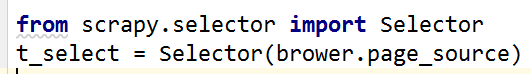 from scrapy.selector import Selector
t_select = Selector(brower.page_source)